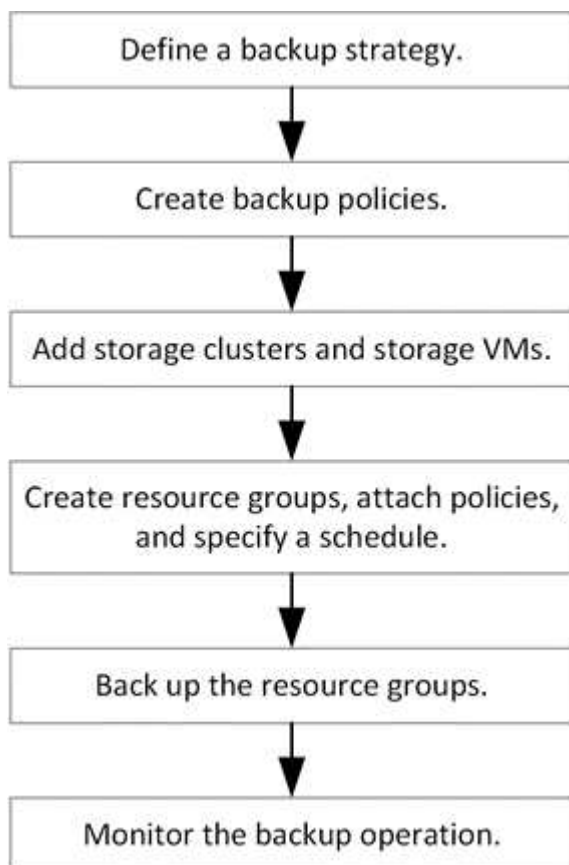 Define a backup strategy.
Create backup policies.
Add storage clusters and storage VMs.
Create resource groups, attach policies,
and specify a schedule.
Back up the resource groups.
Monitor the backup operation.